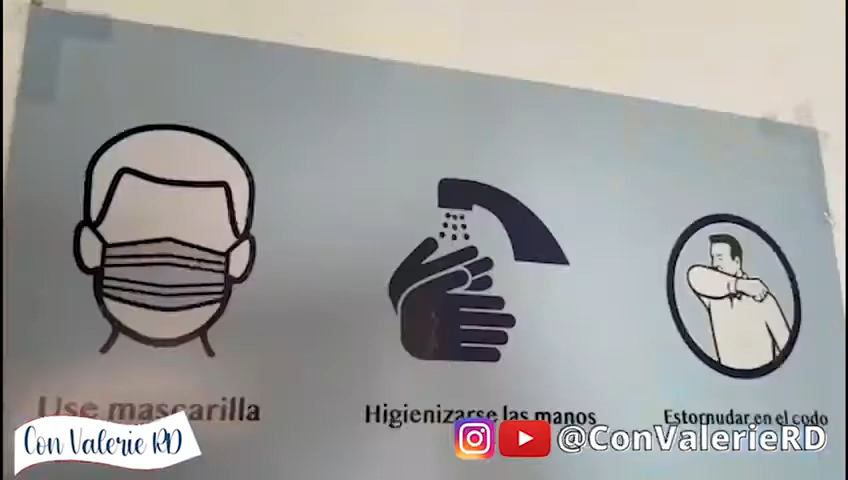 Use mascarilla
Higienizarse las manos
Estornudar en el codo
Con Valerie RD
@ConValerieRD